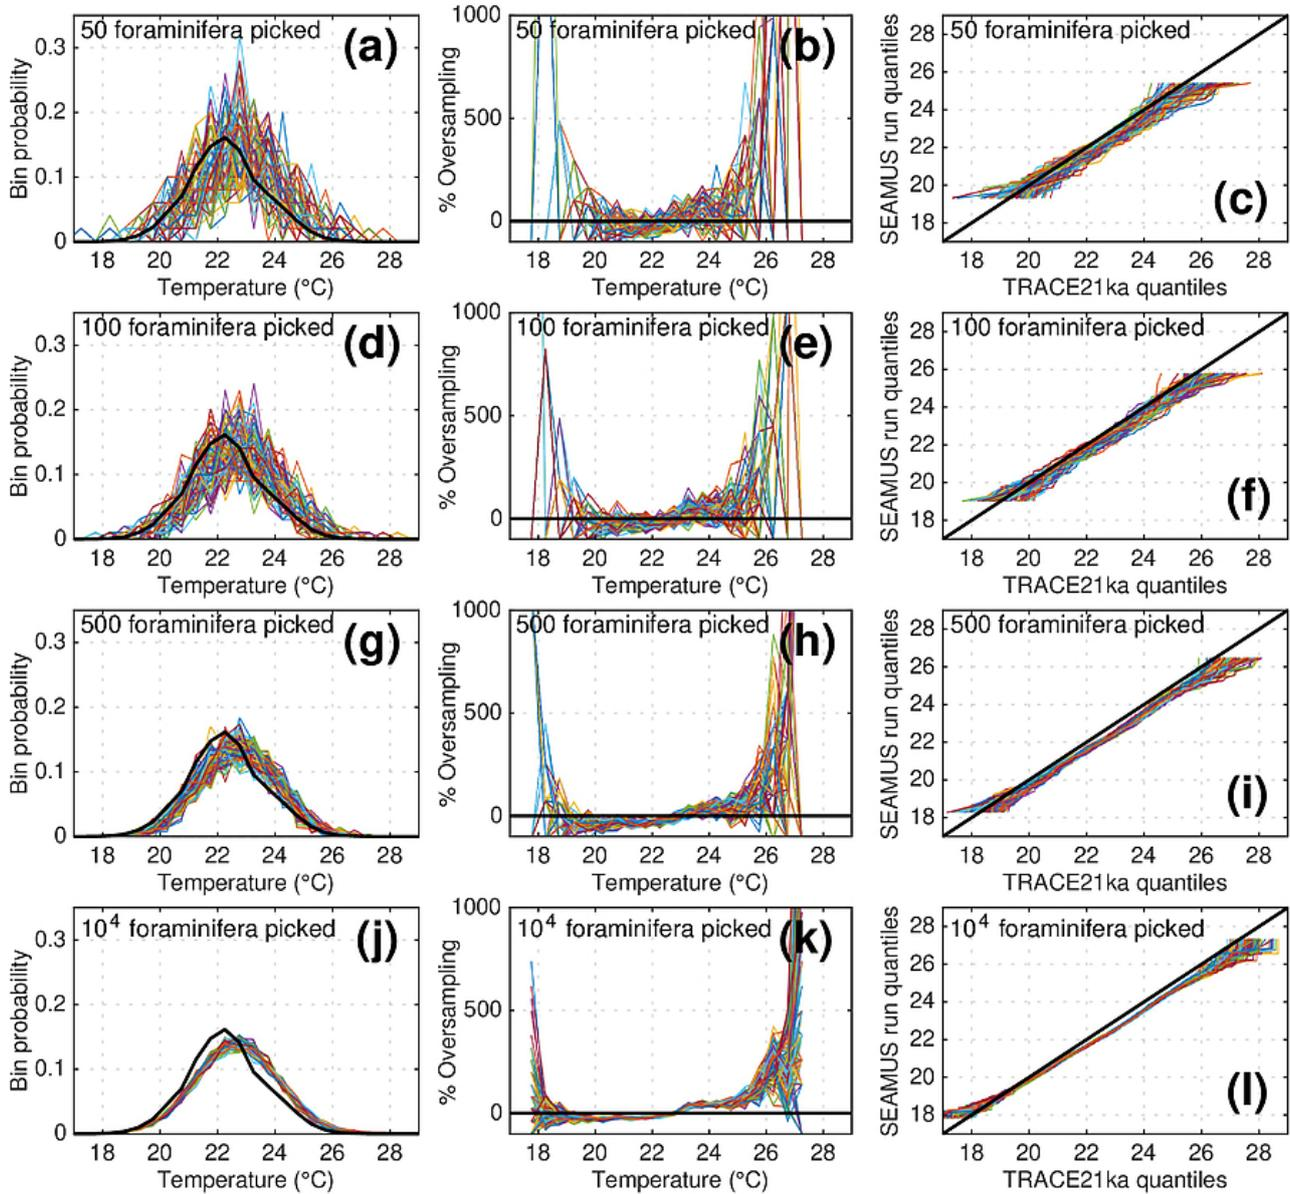 50 foraminifera picked (a)
Bin probability
0.3
0.2
0.1
0
18 20 22 24 26 28
Temperature (°C)
50 foraminifera picked (b)
% Oversampling
1000
500
0
18 20 22 24 26 28
Temperature (°C)
50 foraminifera picked
(c)
SEAMUS run quantiles
28
26
24
22
20
18
18 20 22 24 26 28
TRACE21ka quantiles
100 foraminifera picked (d)
Bin probability
0.3
0.2
0.1
0
18 20 22 24 26 28
Temperature (°C)
100 foraminifera picked (e)
% Oversampling
1000
500
0
18 20 22 24 26 28
Temperature (°C)
100 foraminifera picked
(f)
SEAMUS run quantiles
28
26
24
22
20
18
18 20 22 24 26 28
TRACE21ka quantiles
500 foraminifera picked (g)
Bin probability
0.3
0.2
0.1
0
18 20 22 24 26 28
Temperature (°C)
500 foraminifera picked (h)
% Oversampling
1000
500
0
18 20 22 24 26 28
Temperature (°C)
500 foraminifera picked
(i)
SEAMUS run quantiles
28
26
24
22
20
18
18 20 22 24 26 28
TRACE21ka quantiles
10⁴ foraminifera picked (j)
Bin probability
0.3
0.2
0.1
0
18 20 22 24 26 28
Temperature (°C)
10⁴ foraminifera picked (k)
% Oversampling
1000
500
0
18 20 22 24 26 28
Temperature (°C)
10⁴ foraminifera picked
(l)
SEAMUS run quantiles
28
26
24
22
20
18
18 20 22 24 26 28
TRACE21ka quantiles